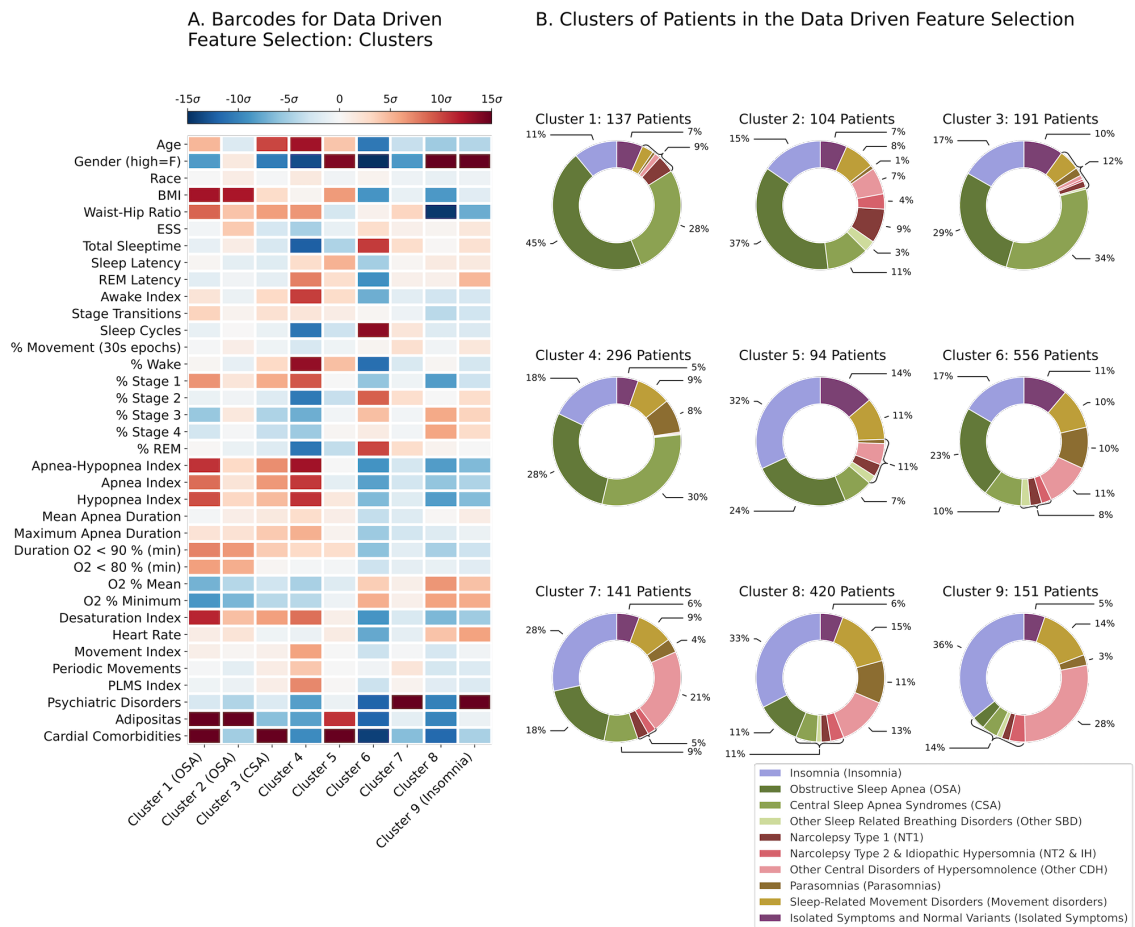 A. Barcodes for Data Driven
Feature Selection: Clusters
-15σ -10σ -5σ 0 5σ 10σ 15σ
Age
Gender (high=F)
Race
BMI
Waist-Hip Ratio
ESS
Total Sleeptime
Sleep Latency
REM Latency
Awake Index
Stage Transitions
Sleep Cycles
% Movement (30s epochs)
% Wake
% Stage 1
% Stage 2
% Stage 3
% Stage 4
% REM
Apnea-Hypopnea Index
Apnea Index
Hypopnea Index
Mean Apnea Duration
Maximum Apnea Duration
Duration O2 < 90 % (min)
O2 < 80 % (min)
O2 % Mean
O2 % Minimum
Desaturation Index
Heart Rate
Movement Index
Periodic Movements
PLMS Index
Psychiatric Disorders
Adipositas
Cardial Comorbidities
Cluster 1 (OSA)
Cluster 2 (OSA)
Cluster 3 (CSA)
Cluster 4
Cluster 5
Cluster 6
Cluster 7
Cluster 8
Cluster 9 (Insomnia)
B. Clusters of Patients in the Data Driven Feature Selection
Cluster 1: 137 Patients
11%
7%
9%
28%
45%
Cluster 2: 104 Patients
15%
7%
8%
1%
7%
4%
9%
3%
11%
37%
Cluster 3: 191 Patients
17%
10%
12%
34%
29%
Cluster 4: 296 Patients
18%
5%
9%
8%
30%
28%
Cluster 5: 94 Patients
32%
14%
11%
11%
7%
24%
Cluster 6: 556 Patients
17%
11%
10%
10%
11%
8%
10%
23%
Cluster 7: 141 Patients
28%
6%
9%
4%
21%
5%
9%
18%
Cluster 8: 420 Patients
33%
6%
15%
11%
13%
11%
11%
Cluster 9: 151 Patients
36%
5%
14%
3%
28%
14%
Insomnia (Insomnia)
Obstructive Sleep Apnea (OSA)
Central Sleep Apnea Syndromes (CSA)
Other Sleep Related Breathing Disorders (Other SBD)
Narcolepsy Type 1 (NT1)
Narcolepsy Type 2 & Idiopathic Hypersomnia (NT2 & IH)
Other Central Disorders of Hypersomnolence (Other CDH)
Parasomnias (Parasomnias)
Sleep-Related Movement Disorders (Movement disorders)
Isolated Symptoms and Normal Variants (Isolated Symptoms)